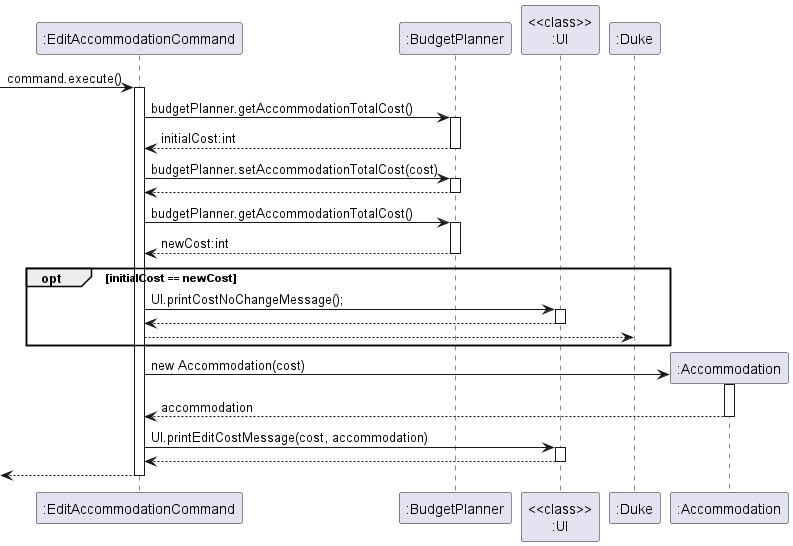 <<class>>
:EditAccommodationCommand :BudgetPlanner :UI :Duke
command.execute()
budgetPlanner.getAccommodationTotalCost()
initialCost:int
budgetPlanner.setAccommodationTotalCost(cost)
budgetPlanner.getAccommodationTotalCost()
newCost:int
opt [initialCost == newCost]
UI.printCostNoChangeMessage();
new Accommodation(cost) :Accommodation
accommodation
UI.printEditCostMessage(cost, accommodation)
<<class>>
:EditAccommodationCommand :BudgetPlanner :UI :Duke :Accommodation